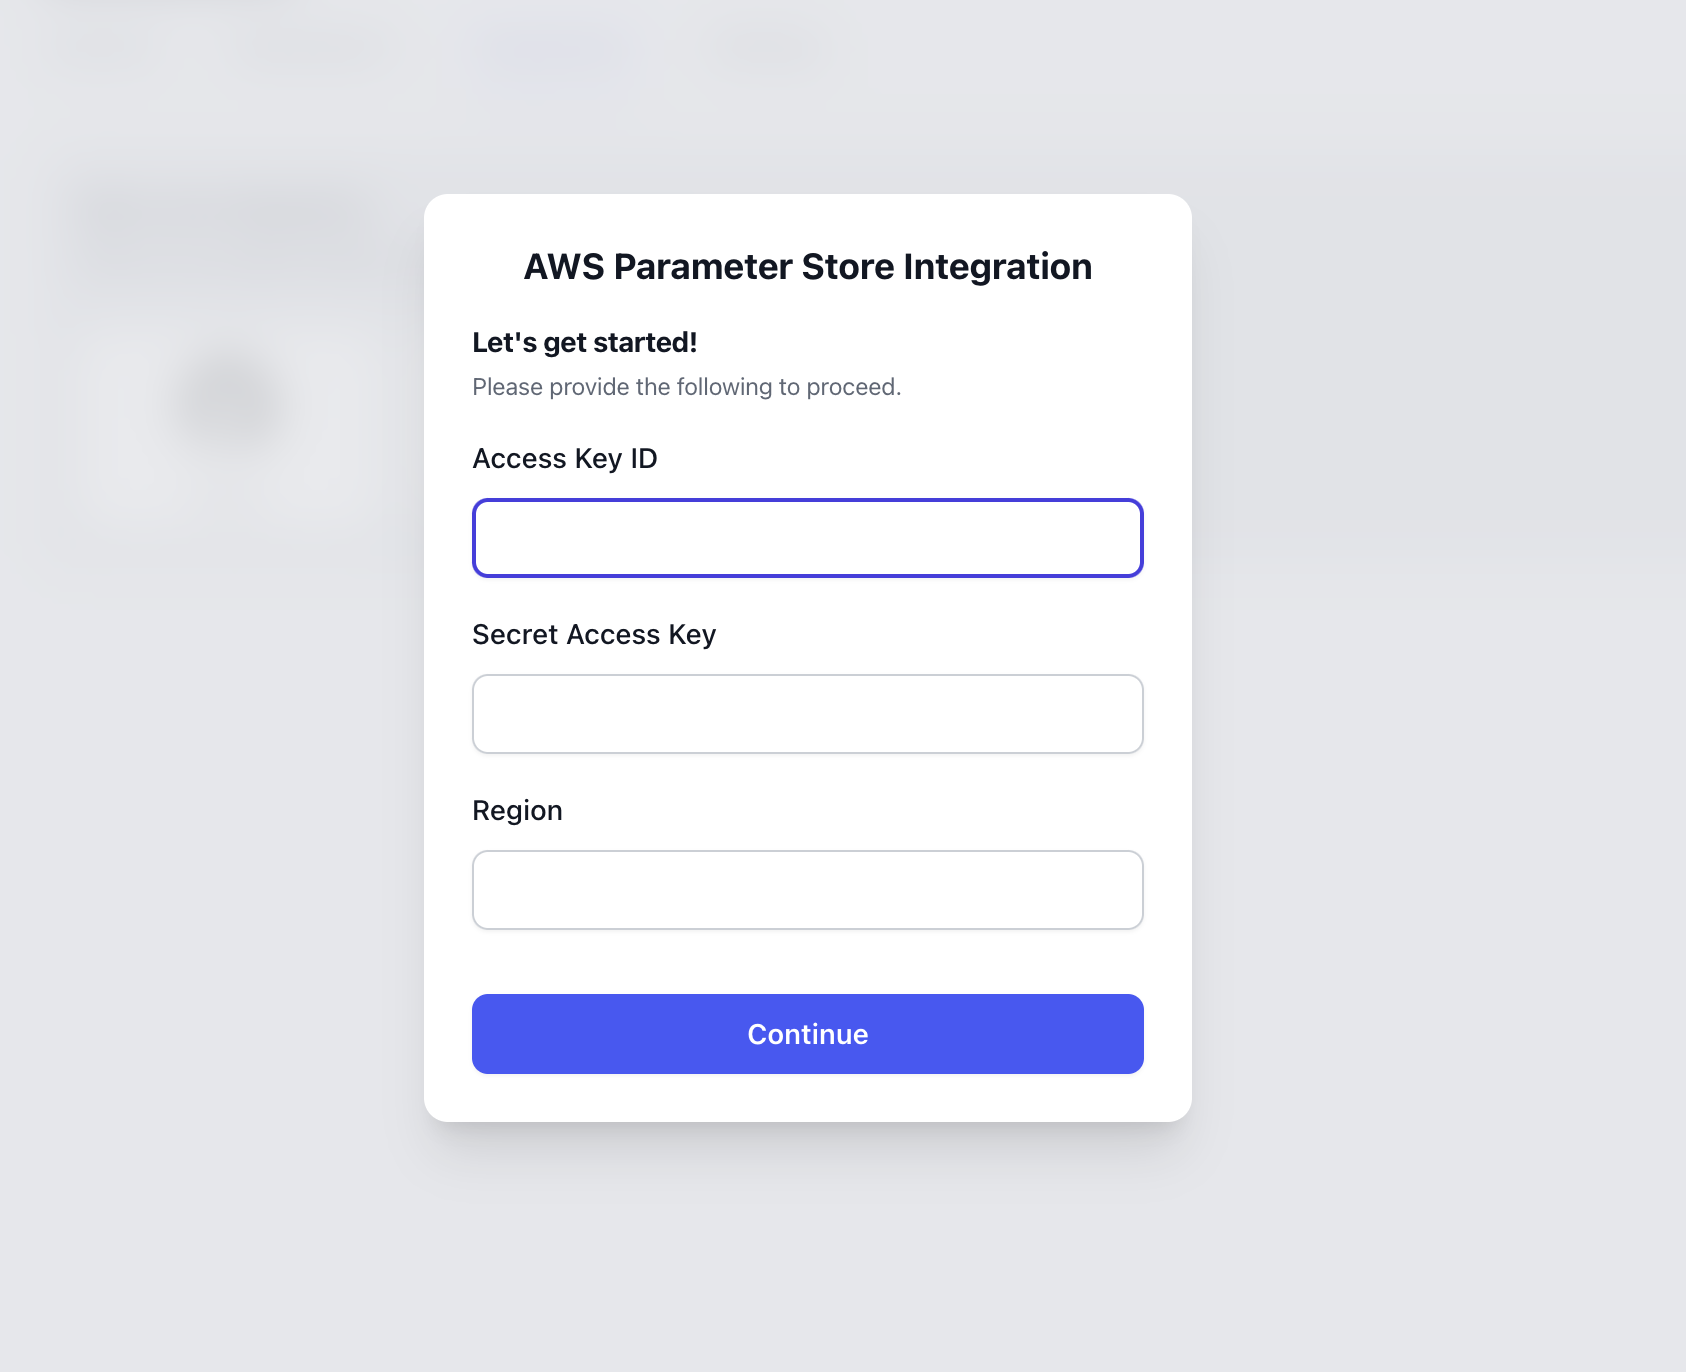 AWS Parameter Store Integration
Let's get started!
Please provide the following to proceed.
Access Key ID
Secret Access Key
Region
Continue